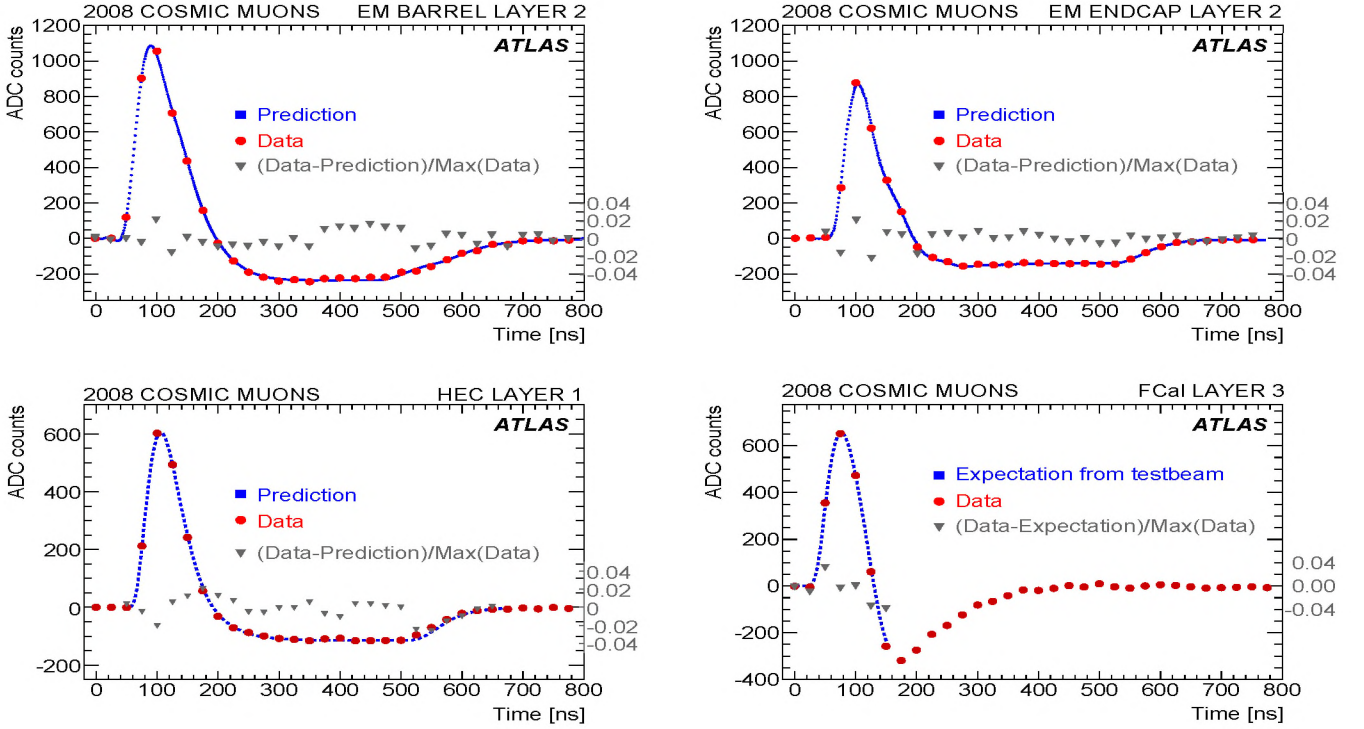 2008 COSMIC MUONS EM BARREL LAYER 2
ATLAS
ADC counts
1200
1000
800
600
400
200
0
-200
Prediction
Data
(Data-Prediction)/Max(Data)
0.04
0.02
0
-0.02
-0.04
0 100 200 300 400 500 600 700 800
Time [ns]
2008 COSMIC MUONS EM ENDCAP LAYER 2
ATLAS
ADC counts
1200
1000
800
600
400
200
0
-200
Prediction
Data
(Data-Prediction)/Max(Data)
0.04
0.02
0
-0.02
-0.04
0 100 200 300 400 500 600 700 800
Time [ns]
2008 COSMIC MUONS HEC LAYER 1
ATLAS
ADC counts
600
400
200
0
-200
Prediction
Data
(Data-Prediction)/Max(Data)
0.04
0.02
0
-0.02
-0.04
0 100 200 300 400 500 600 700 800
Time [ns]
2008 COSMIC MUONS FCal LAYER 3
ATLAS
ADC counts
600
400
200
0
-200
-400
Expectation from testbeam
Data
(Data-Expectation)/Max(Data)
0.04
0.00
-0.04
0 100 200 300 400 500 600 700 800
Time [ns]